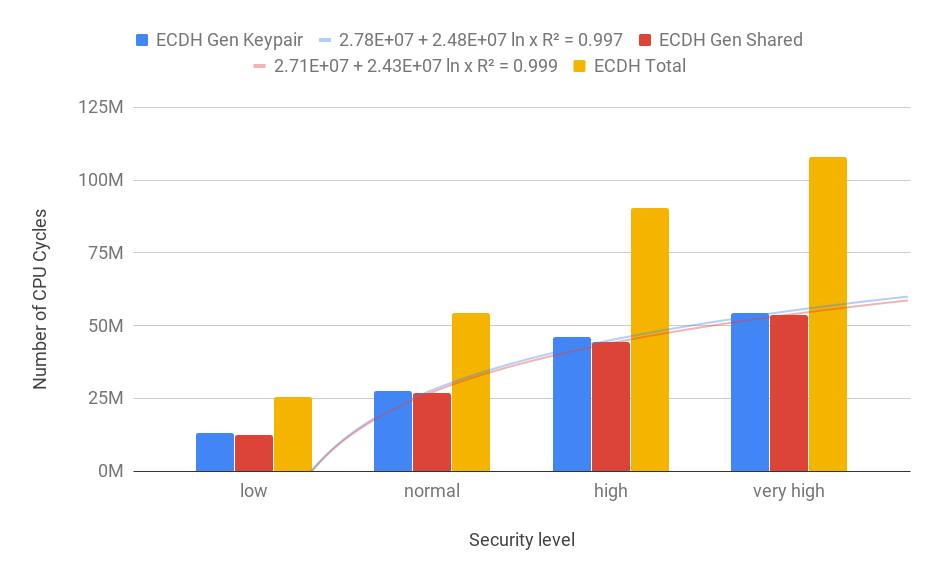 ECDH Gen Keypair 2.78E+07 + 2.48E+07 ln x R² = 0.997 ECDH Gen Shared
2.71E+07 + 2.43E+07 ln x R² = 0.999 ECDH Total
125M
100M
75M
50M
25M
0M
Number of CPU Cycles
low normal high very high
Security level